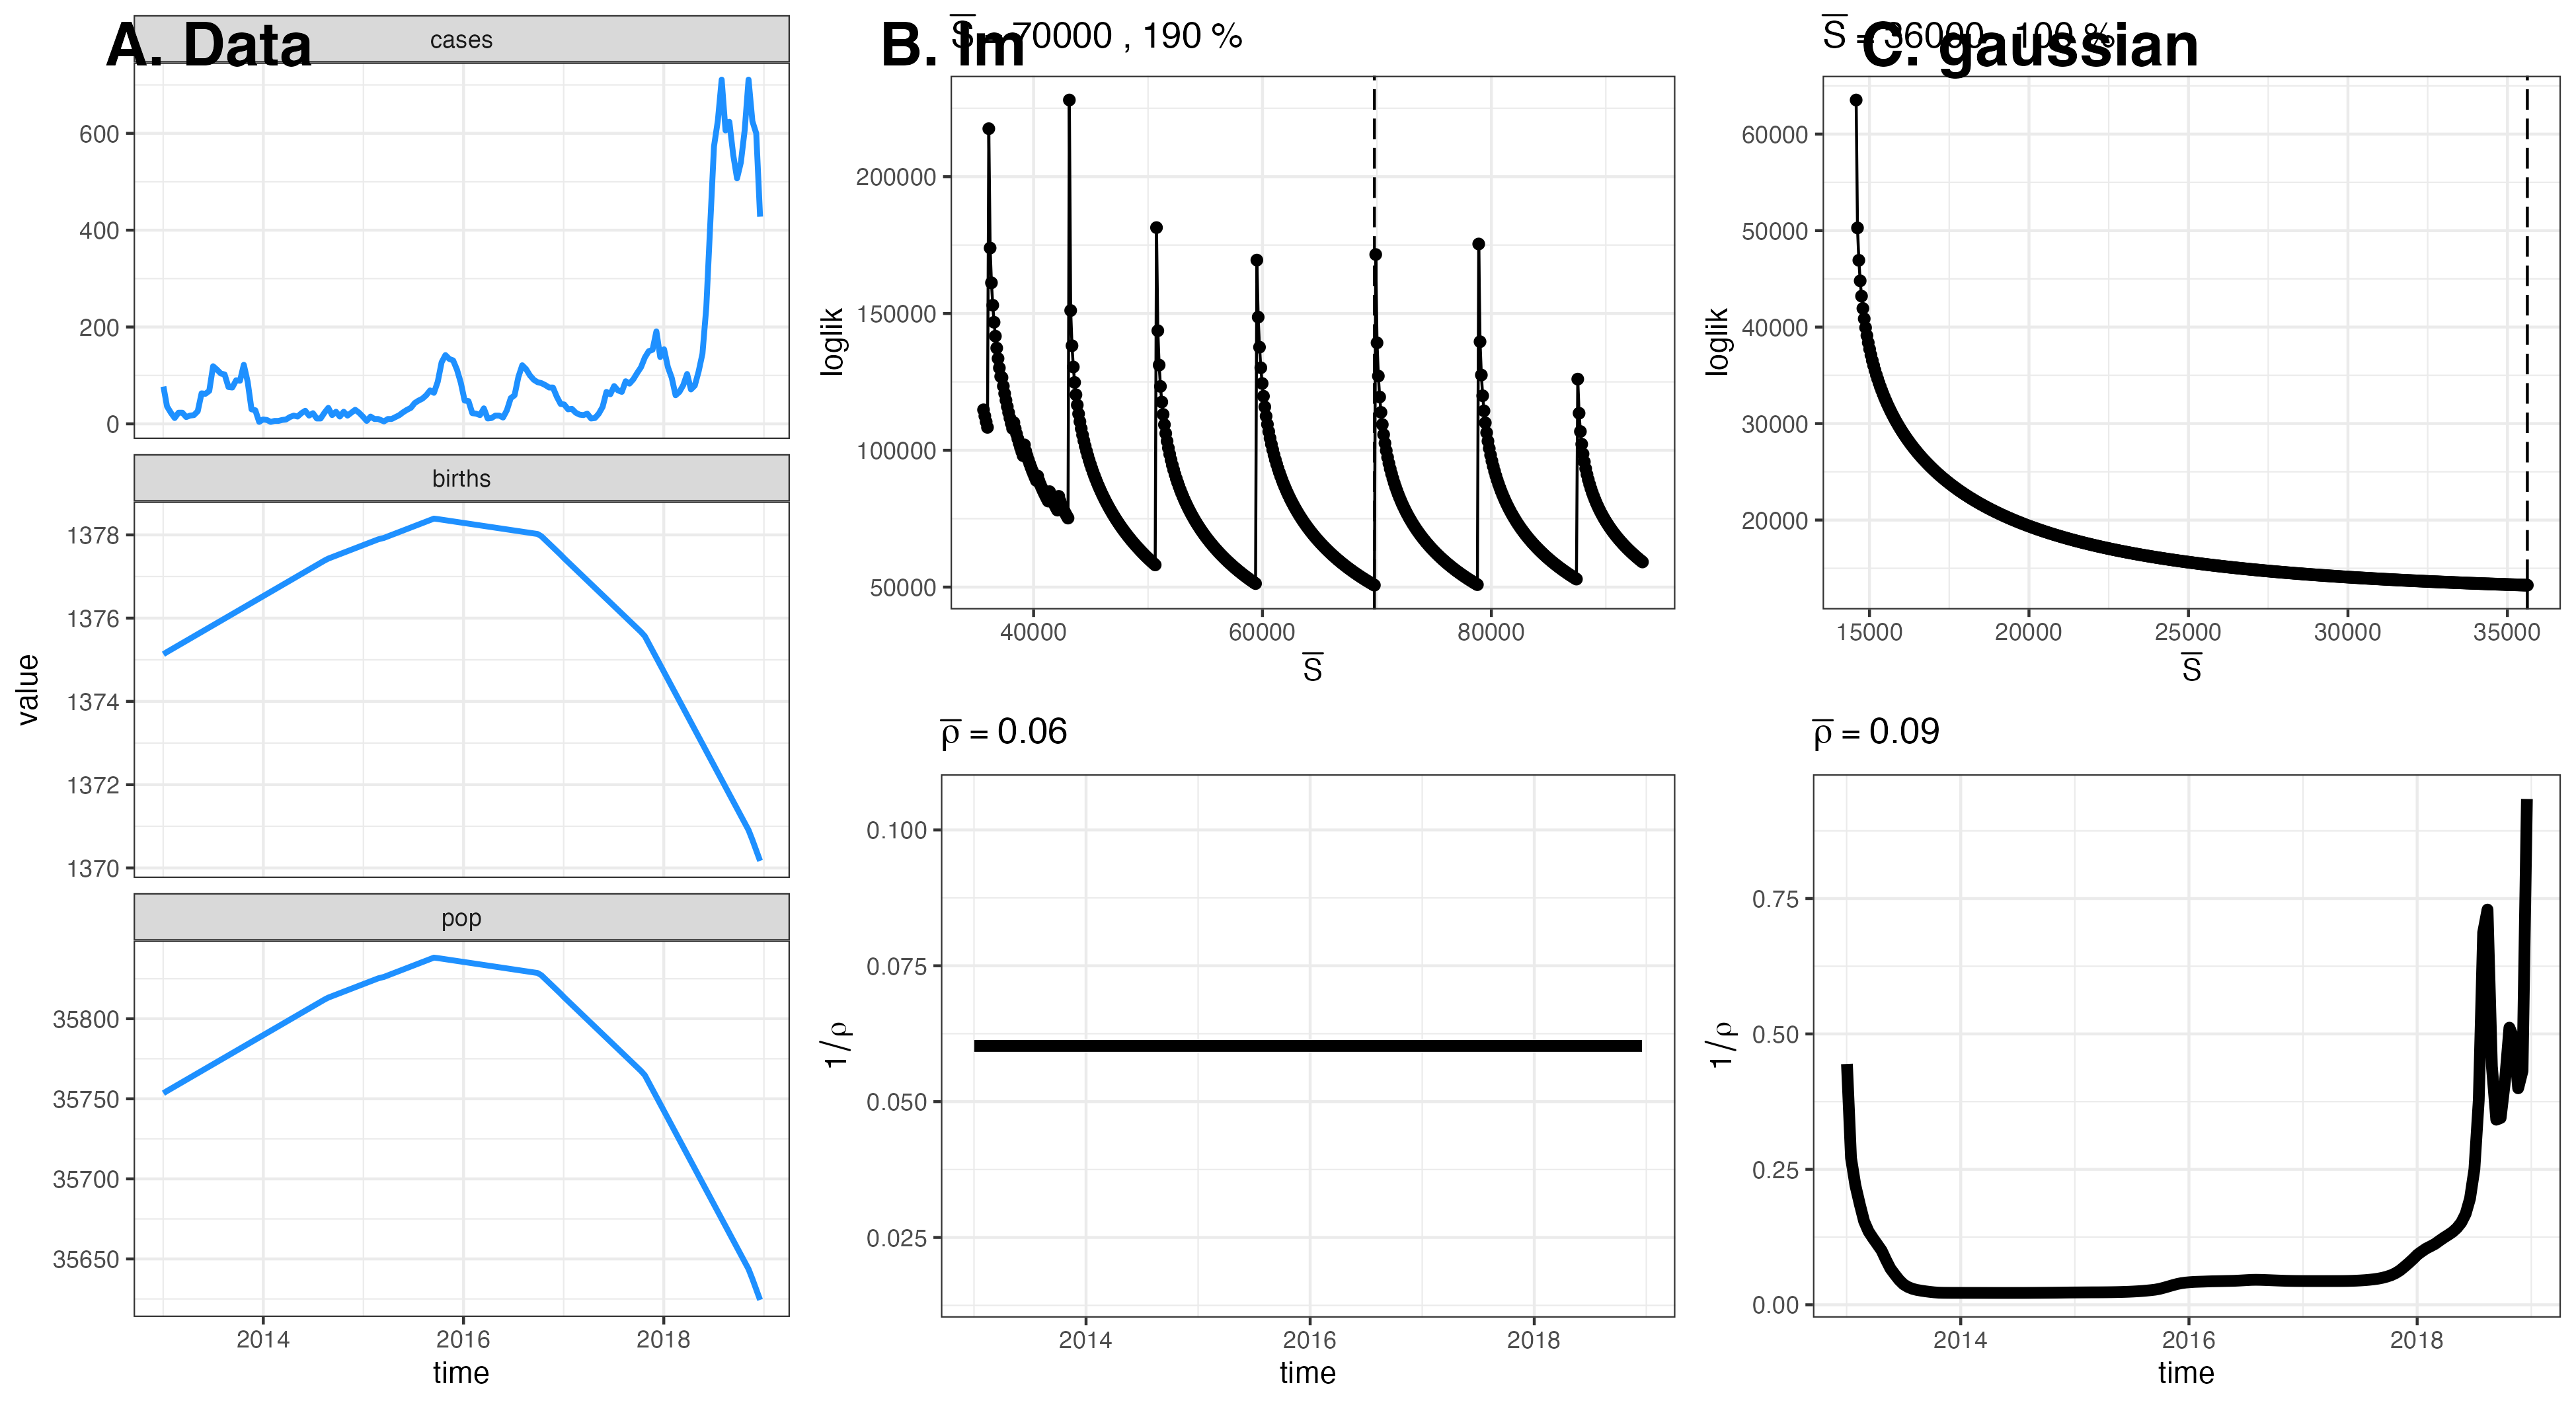 A. Data
cases
600
400
200
0
births
1378
1376
1374
1372
1370
value
pop
35800
35750
35700
35650
2014 2016 2018
time
B. lm
S̅ = 70000 , 190 %
loglik
200000
150000
100000
50000
40000 60000 80000
S̅
ρ̅ = 0.06
1/ρ
0.100
0.075
0.050
0.025
2014 2016 2018
time
C. gaussian
S̅ = 36000 , 100 %
loglik
60000
50000
40000
30000
20000
15000 20000 25000 30000 35000
S̅
ρ̅ = 0.09
1/ρ
0.75
0.50
0.25
0.00
2014 2016 2018
time